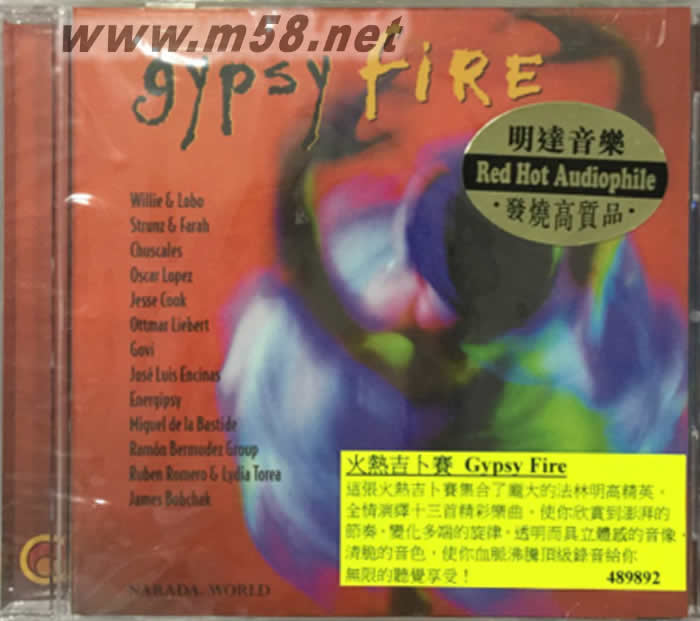 www.m58.net
gypsy fiRE
明達音樂
Red Hot Audiophile
·發燒高質品·
Willie & Lobo
Strunz & Farah
Chuscales
Oscar Lopez
Jesse Cook
Ottmar Liebert
Govi
José Luis Encinas
Energipsy
Miguel de la Bastide
Ramón Bermudez Group
Ruben Romero & Lydia Torea
James Bobchak
火熱吉卜賽 Gypsy Fire
這張火熱吉卜賽集合了龐大的法林明高精英，
全情演繹十三首精彩樂曲，使你欣賞到澎湃的
節奏，變化多端的旋律，透明而具立體感的音像，
清脆的音色，使你血脈沸騰頂級錄音給你
無限的聽覺享受！ 489892
NARADA WORLD